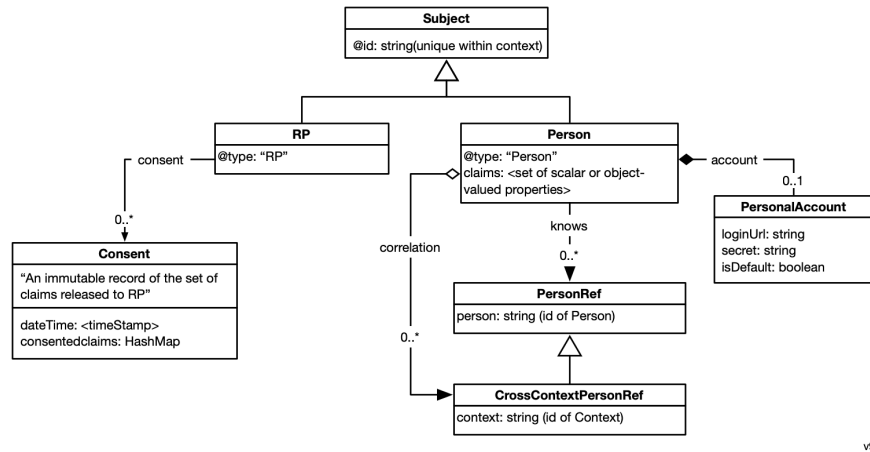 Subject
@id: string(unique within context)
RP
@type: “RP”
Person
@type: “Person”
claims: <set of scalar or object-
valued properties>
consent
account
0..*
0..1
knows
0..*
PersonalAccount
loginUrl: string
secret: string
isDefault: boolean
correlation
0..*
Consent
“An immutable record of the set of
claims released to RP”
dateTime: <timeStamp>
consentedclaims: HashMap
PersonRef
person: string (id of Person)
CrossContextPersonRef
context: string (id of Context)